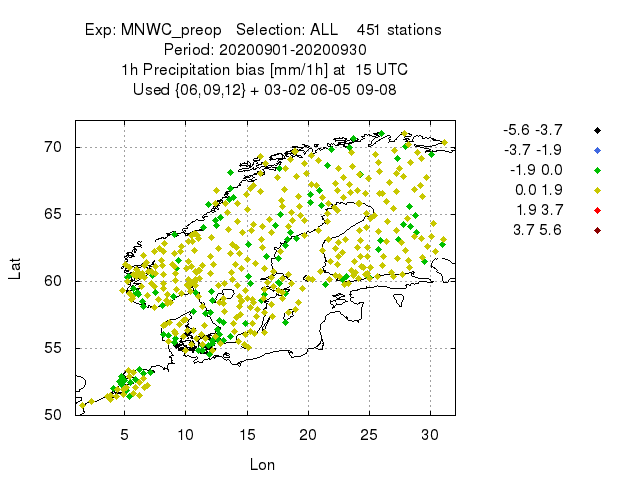 Exp: MNWC_preop   Selection: ALL    451 stations
Period: 20200901-20200930
1h Precipitation bias [mm/1h] at  15 UTC
Used {06,09,12} + 03-02 06-05 09-08
-5.6 -3.7
-3.7 -1.9
-1.9 0.0
0.0 1.9
1.9 3.7
3.7 5.6
70
65
60
55
50
Lat
5 10 15 20 25 30
Lon